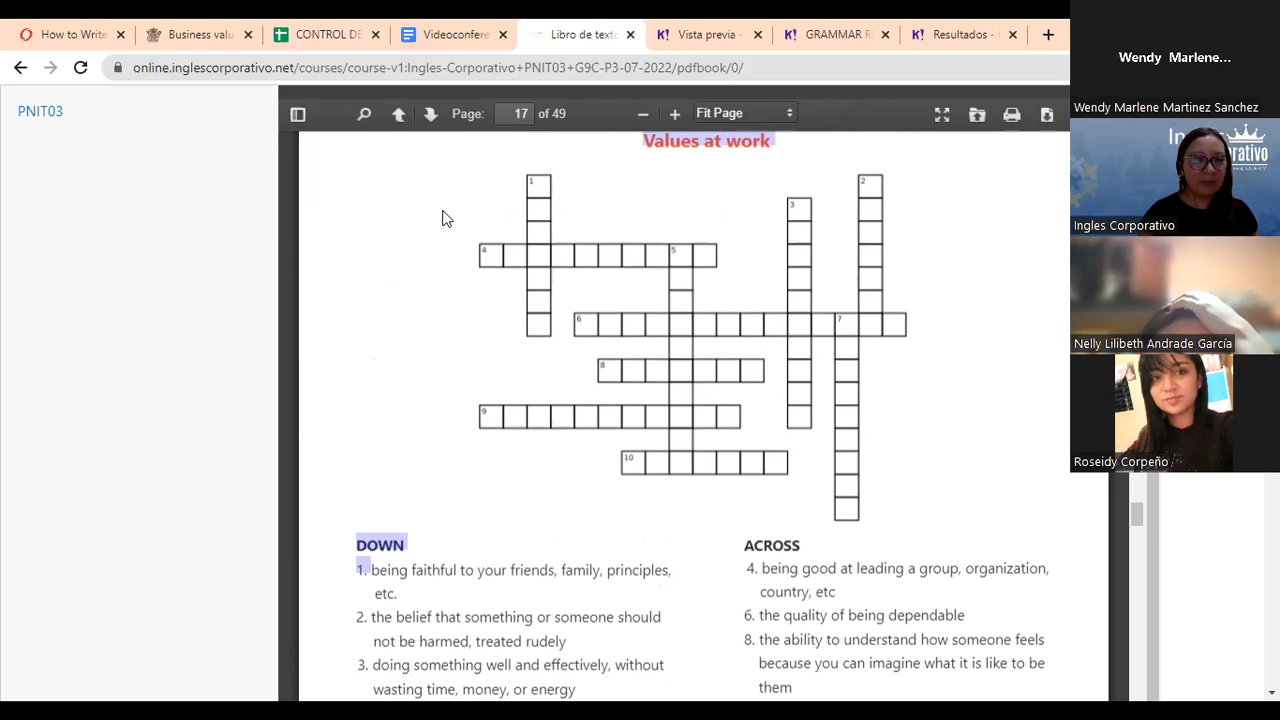 How to Write
Business valu
CONTROL DE
Videoconfere
Libro de texto
Vista previa -
GRAMMAR R
Resultados -
online.inglescorporativo.net/courses/course-v1:Ingles-Corporativo+PNIT03+G9C-P3-07-2022/pdfbook/0/
PNIT03
Page: 17 of 49
Fit Page
Values at work
1
2
3
4
5
6
7
8
9
10
DOWN
1. being faithful to your friends, family, principles,
etc.
2. the belief that something or someone should
not be harmed, treated rudely
3. doing something well and effectively, without
wasting time, money, or energy
ACROSS
4. being good at leading a group, organization,
country, etc
6. the quality of being dependable
8. the ability to understand how someone feels
because you can imagine what it is like to be
them
Wendy Marlene...
Wendy Marlene Martinez Sanchez
Ingles Corporativo
Nelly Lilibeth Andrade García
Roseidy Corpeño